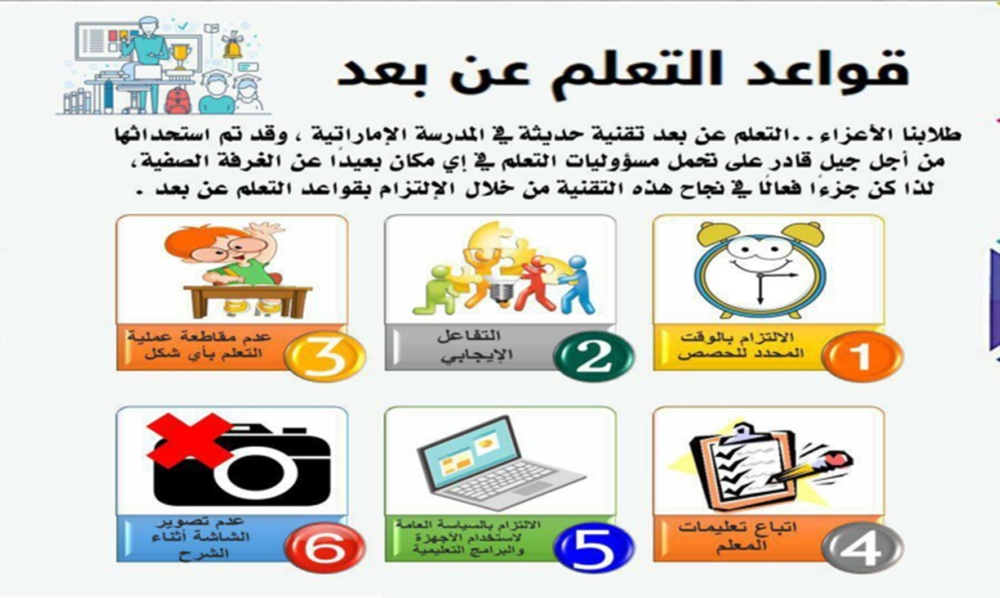 قواعد التعلم عن بعد
طلابنا الأعزاء..التعلم عن بعد تقنية حديثة في المدرسة الإماراتية ، وقد تم استحداثها
من أجل جيل قادر على تحمل مسؤوليات التعلم في إي مكان بعيدًا عن الغرفة الصفية،
لذا كن جزءًا فعالًا في نجاح هذه التقنية من خلال الإلتزام بقواعد التعلم عن بعد .
الالتزام بالوقت
المحدد للحصص
1
التفاعل
الإيجابي
2
عدم مقاطعة عملية
التعلم بأي شكل
3
اتباع تعليمات
المعلم
4
الالتزام بالسياسة العامة
لاستخدام الأجهزة
والبرامج التعليمية
5
عدم تصوير
الشاشة أثناء
الشرح
6